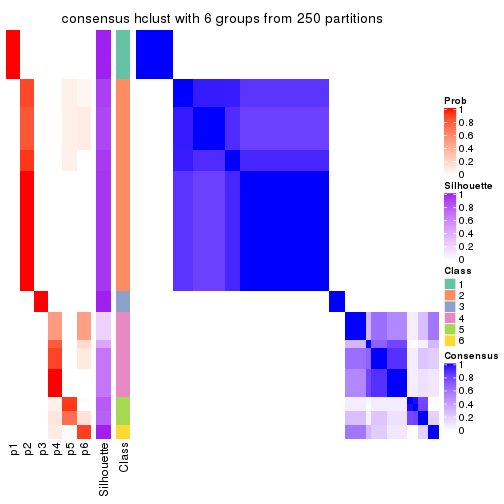 consensus hclust with 6 groups from 250 partitions
Prob
1
0.8
0.6
0.4
0.2
0
Silhouette
1
0.8
0.6
0.4
0.2
0
Class
1
2
3
4
5
6
Consensus
1
0.8
0.6
0.4
0.2
0
p1
p2
p3
p4
p5
p6
Silhouette
Class